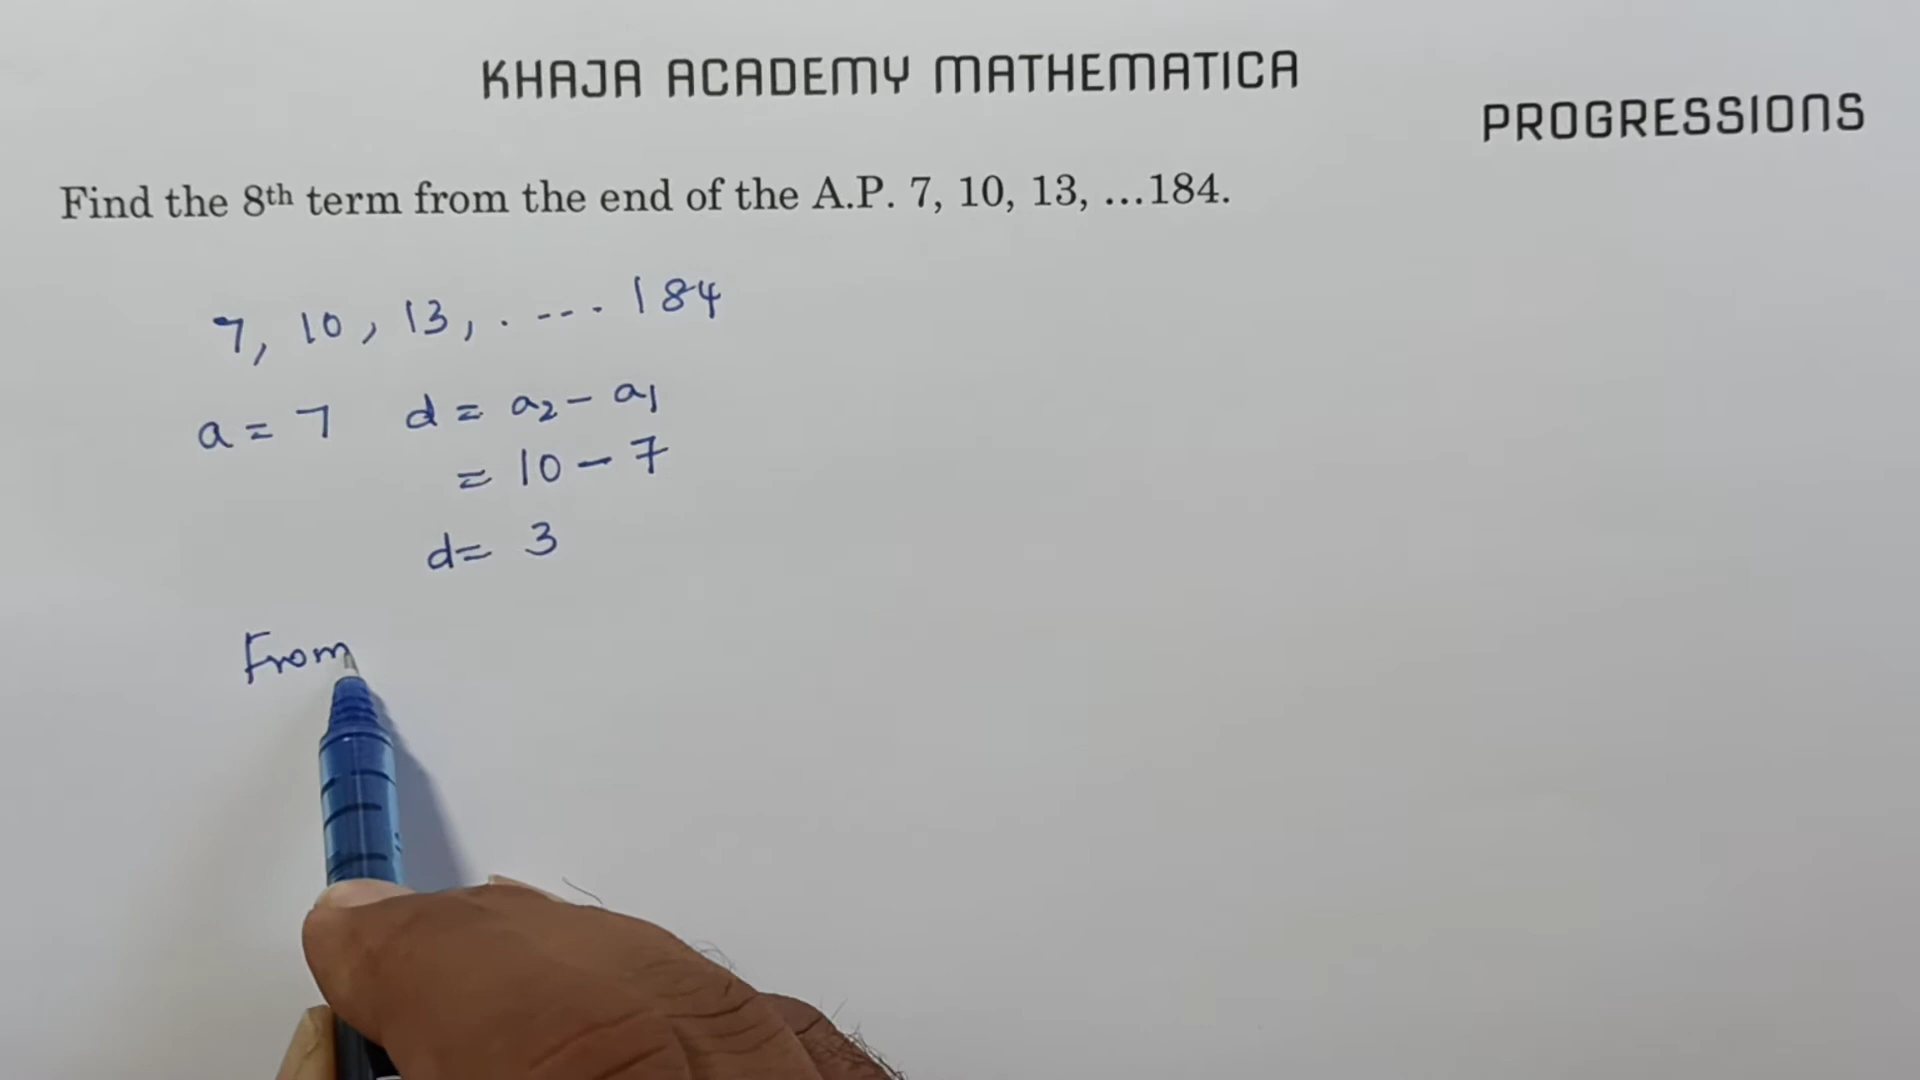 KHAJA ACADEMY MATHEMATICA
PROGRESSIONS
Find the 8th term from the end of the A.P. 7, 10, 13, ...184.
7, 10, 13, . --- . 184
a = 7 d = a2 - a1
= 10 - 7
d = 3
From